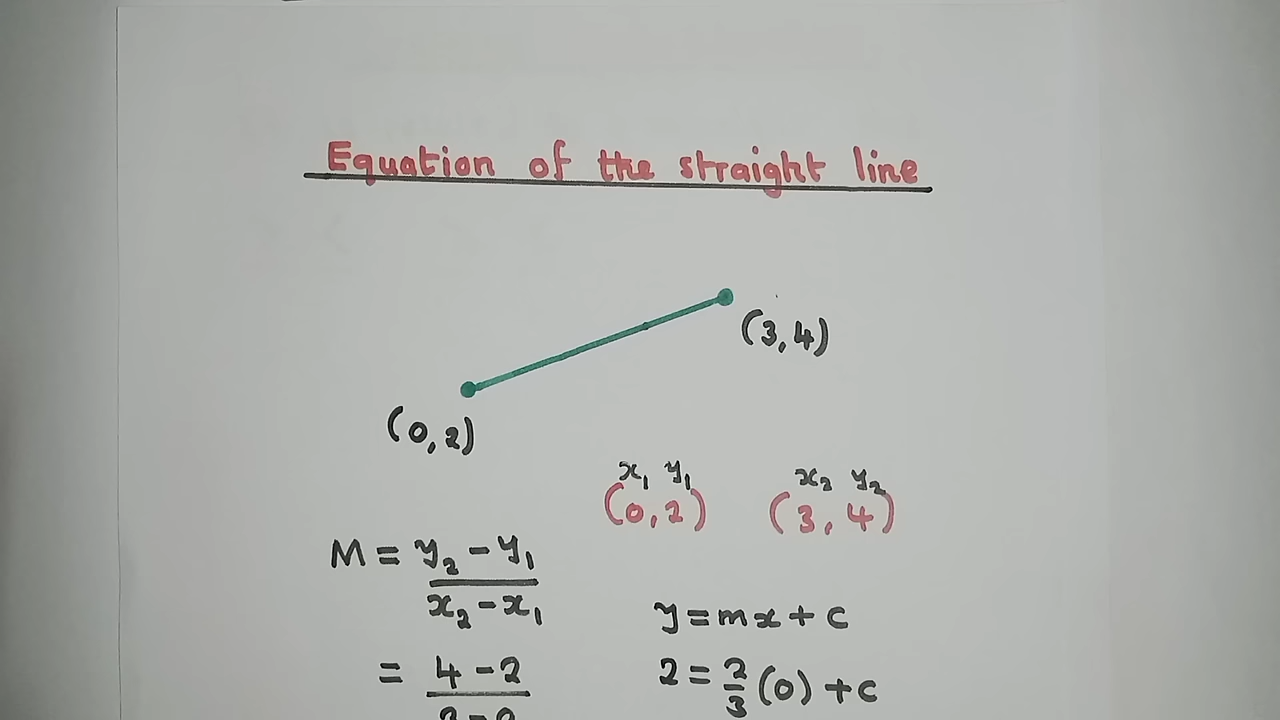 Equation of the straight line
(3,4)
(0,2)
x₁ y₁ x₂ y₂
(0,2) (3,4)
M = y₂ - y₁
x₂ - x₁
y = mx + c
= 4 - 2
2 = 2/3 (0) + c